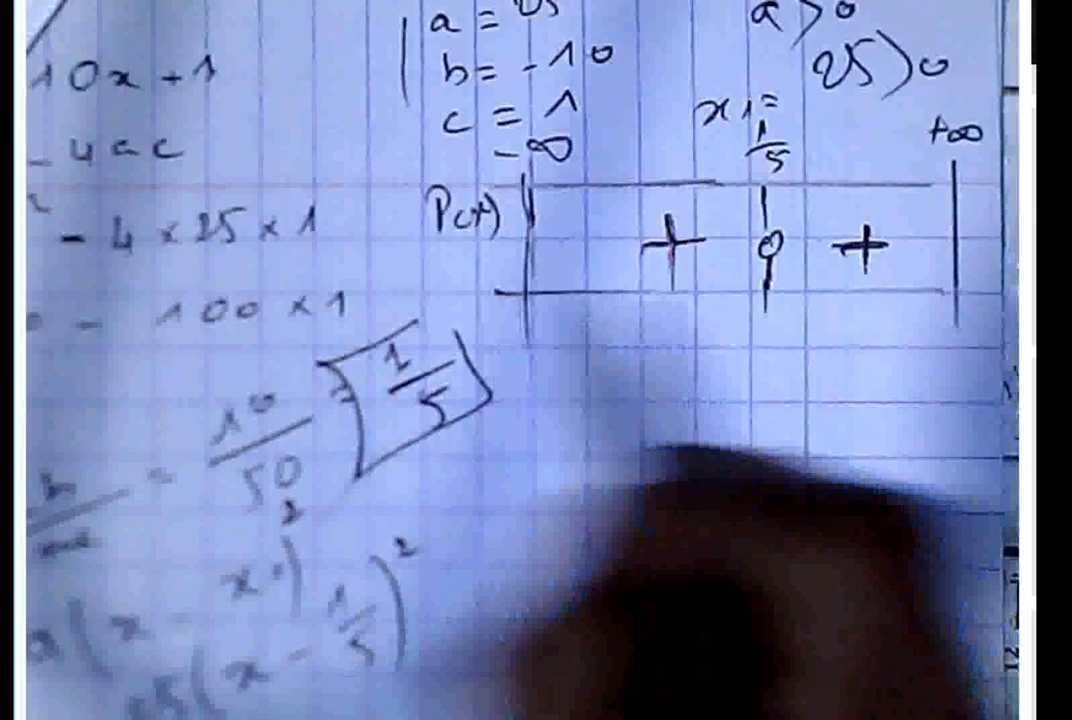 10x + 1
- 4ac
- 4 × 25 × 1
- 100 × 1
= 10/50 = 1/5
a(x - x₁)²
25(x - 1/5)²
a = 25
b = -10
c = 1
a > 0
25 > 0
x₁ = 1/5
-∞ +∞
P(x) + 0 +